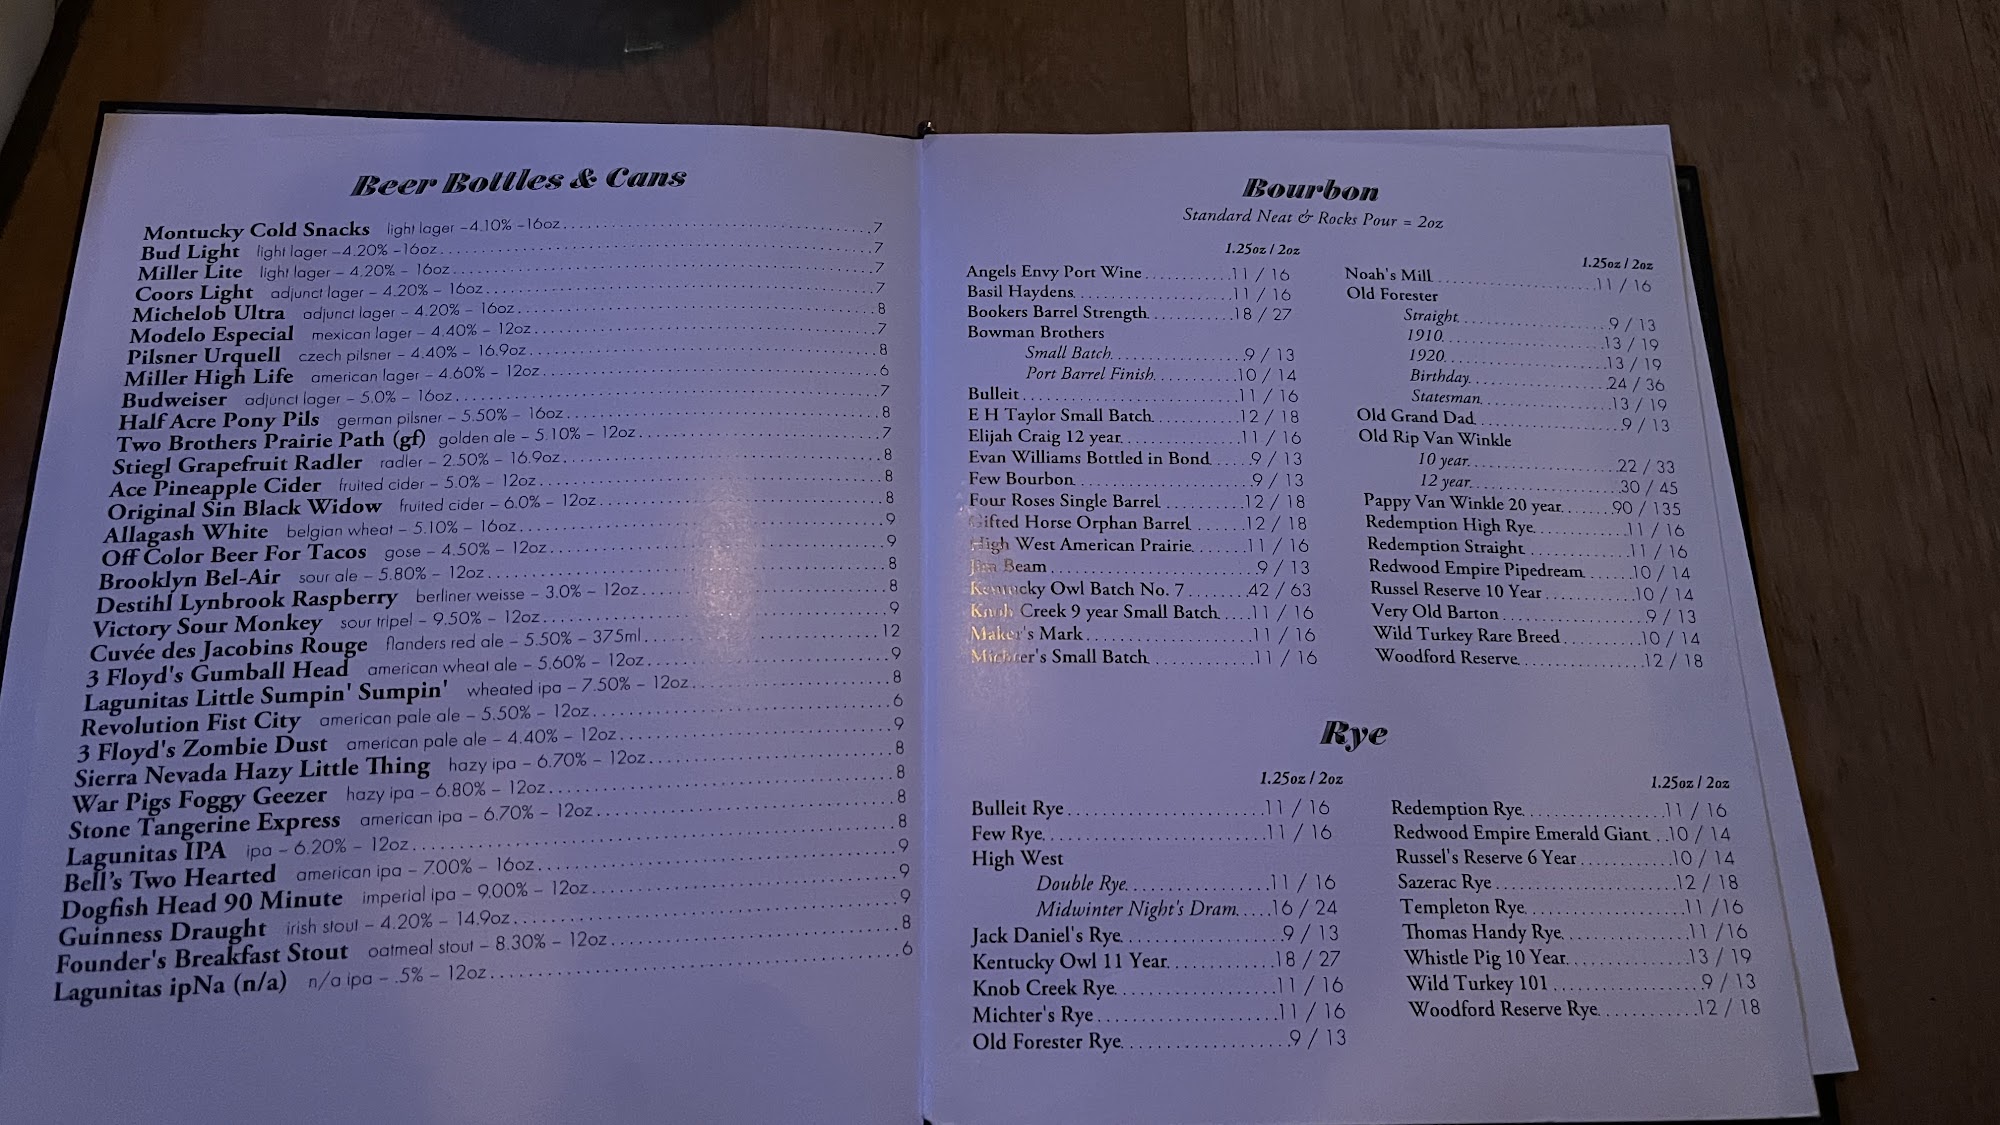 Beer Bottles & Cans
Montucky Cold Snacks light lager – 4.10% – 16oz 7
Bud Light light lager – 4.20% – 16oz 7
Miller Lite light lager – 4.20% – 16oz 7
Coors Light adjunct lager – 4.20% – 16oz 7
Michelob Ultra adjunct lager – 4.20% – 16oz 8
Modelo Especial mexican lager – 4.40% – 12oz 7
Pilsner Urquell czech pilsner – 4.40% – 16.9oz 8
Miller High Life american lager – 4.60% – 12oz 6
Budweiser adjunct lager – 5.0% – 16oz 7
Half Acre Pony Pils german pilsner – 5.50% – 16oz 8
Two Brothers Prairie Path (gf) golden ale – 5.10% – 12oz 7
Stiegl Grapefruit Radler radler – 2.50% – 16.9oz 8
Ace Pineapple Cider fruited cider – 5.0% – 12oz 8
Original Sin Black Widow fruited cider – 6.0% – 12oz 8
Allagash White belgian wheat – 5.10% – 16oz 9
Off Color Beer For Tacos gose – 4.50% – 12oz 9
Brooklyn Bel-Air sour ale – 5.80% – 12oz 8
Destihl Lynbrook Raspberry berliner weisse – 3.0% – 12oz 8
Victory Sour Monkey sour tripel – 9.50% – 12oz 9
Cuvée des Jacobins Rouge flanders red ale – 5.50% – 375ml 12
3 Floyd's Gumball Head american wheat ale – 5.60% – 12oz 9
Lagunitas Little Sumpin' Sumpin' wheated ipa – 7.50% – 12oz 8
Revolution Fist City american pale ale – 5.50% – 12oz 6
3 Floyd's Zombie Dust american pale ale – 4.40% – 12oz 9
Sierra Nevada Hazy Little Thing hazy ipa – 6.70% – 12oz 8
War Pigs Foggy Geezer hazy ipa – 6.80% – 12oz 8
Stone Tangerine Express american ipa – 6.70% – 12oz 8
Lagunitas IPA ipa – 6.20% – 12oz 8
Bell's Two Hearted american ipa – 7.00% – 16oz 9
Dogfish Head 90 Minute imperial ipa – 9.00% – 12oz 9
Guinness Draught irish stout – 4.20% – 14.9oz 9
Founder's Breakfast Stout oatmeal stout – 8.30% – 12oz 8
Lagunitas ipNa (n/a) n/a ipa – .5% – 12oz 6
Bourbon
Standard Neat & Rocks Pour = 2oz
1.25oz / 2oz
Angels Envy Port Wine 11 / 16
Basil Haydens 11 / 16
Bookers Barrel Strength 18 / 27
Bowman Brothers
Small Batch 9 / 13
Port Barrel Finish 10 / 14
Bulleit 11 / 16
E H Taylor Small Batch 12 / 18
Elijah Craig 12 year 11 / 16
Evan Williams Bottled in Bond 9 / 13
Few Bourbon 9 / 13
Four Roses Single Barrel 12 / 18
Gifted Horse Orphan Barrel 12 / 18
High West American Prairie 11 / 16
Jim Beam 9 / 13
Kentucky Owl Batch No. 7 42 / 63
Knob Creek 9 year Small Batch 11 / 16
Maker's Mark 11 / 16
Michter's Small Batch 11 / 16
1.25oz / 2oz
Noah's Mill 11 / 16
Old Forester
Straight 9 / 13
1910 13 / 19
1920 13 / 19
Birthday 24 / 36
Statesman 13 / 19
Old Grand Dad 9 / 13
Old Rip Van Winkle
10 year 22 / 33
12 year 30 / 45
Pappy Van Winkle 20 year 90 / 135
Redemption High Rye 11 / 16
Redemption Straight 11 / 16
Redwood Empire Pipedream 10 / 14
Russel Reserve 10 Year 10 / 14
Very Old Barton 9 / 13
Wild Turkey Rare Breed 10 / 14
Woodford Reserve 12 / 18
Rye
1.25oz / 2oz
Bulleit Rye 11 / 16
Few Rye 11 / 16
High West
Double Rye 11 / 16
Midwinter Night's Dram 16 / 24
Jack Daniel's Rye 9 / 13
Kentucky Owl 11 Year 18 / 27
Knob Creek Rye 11 / 16
Michter's Rye 11 / 16
Old Forester Rye 9 / 13
1.25oz / 2oz
Redemption Rye 11 / 16
Redwood Empire Emerald Giant 10 / 14
Russel's Reserve 6 Year 10 / 14
Sazerac Rye 12 / 18
Templeton Rye 11 /16
Thomas Handy Rye 11 /16
Whistle Pig 10 Year 13 / 19
Wild Turkey 101 9 / 13
Woodford Reserve Rye 12 / 18